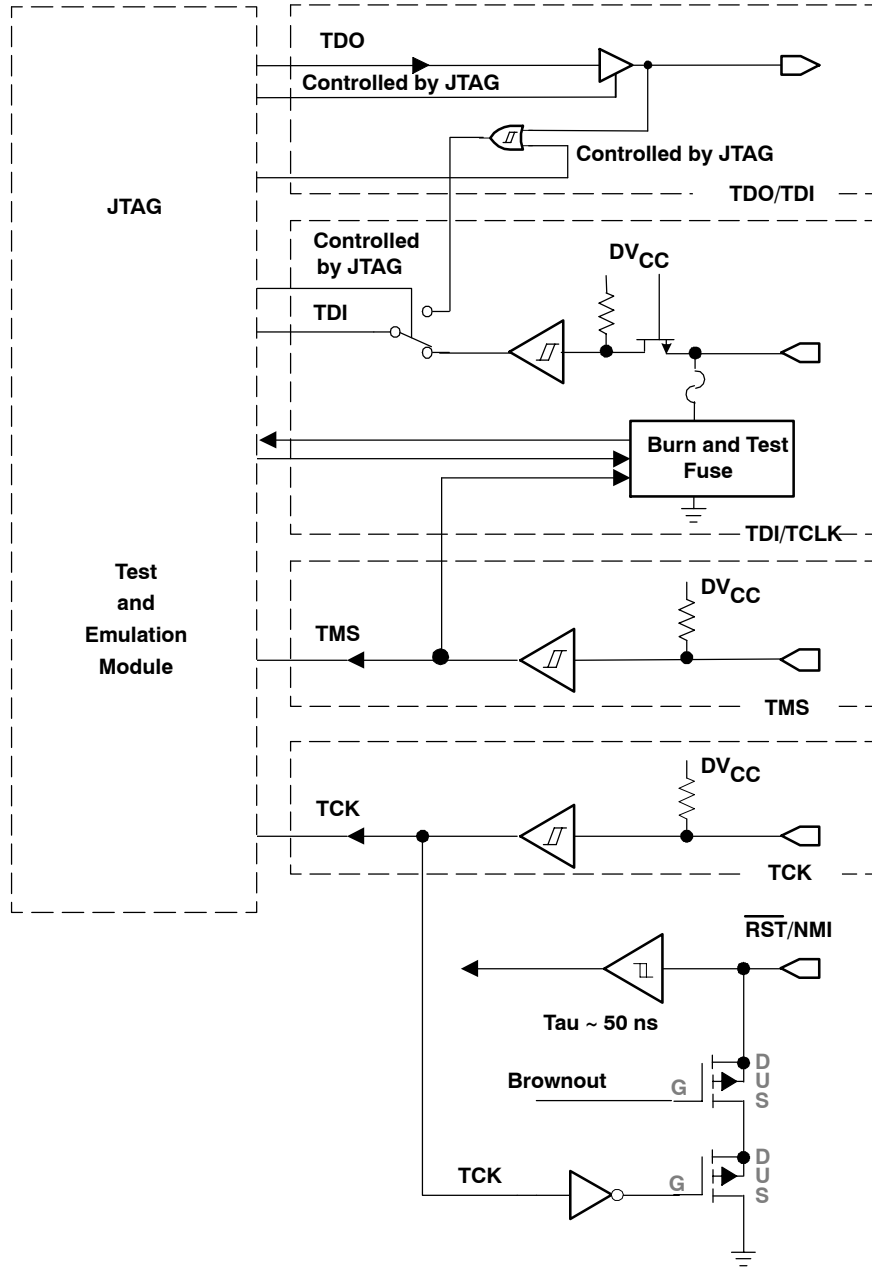 TDO
Controlled by JTAG
Controlled by JTAG
TDO/TDI
JTAG
Controlled
by JTAG
TDI
DVCC
Burn and Test
Fuse
TDI/TCLK
Test
and
Emulation
Module
DVCC
TMS
TMS
DVCC
TCK
TCK
RST/NMI
Tau ~ 50 ns
Brownout
G
D
U
S
TCK
G
D
U
S